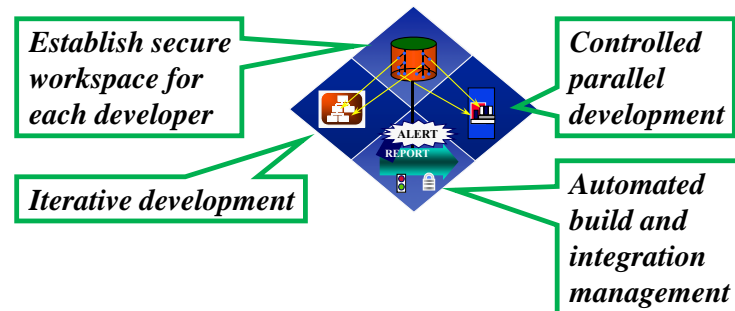 Establish secure
workspace for
each developer
Controlled
parallel
development
ALERT
REPORT
Iterative development
Automated
build and
integration
management